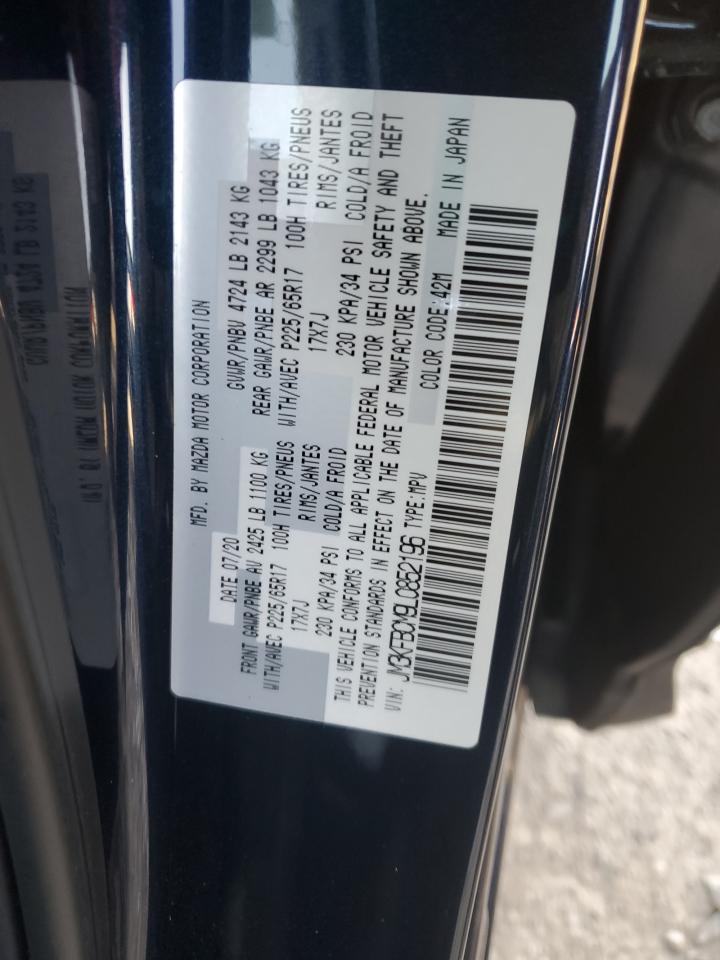 MFD. BY MAZDA MOTOR CORPORATION
DATE 07/20 GVWR/PNBV 4724 LB 2143 KG
FRONT GAWR/PNBE AV 2425 LB 1100 KG REAR GAWR/PNBE AR 2299 LB 1043 KG
WITH/AVEC P225/65R17 100H TIRES/PNEUS WITH/AVEC P225/65R17 100H TIRES/PNEUS
17X7J RIMS/JANTES 17X7J RIMS/JANTES
230 KPA/34 PSI COLD/A FROID 230 KPA/34 PSI COLD/A FROID
THIS VEHICLE CONFORMS TO ALL APPLICABLE FEDERAL MOTOR VEHICLE SAFETY AND THEFT
PREVENTION STANDARDS IN EFFECT ON THE DATE OF MANUFACTURE SHOWN ABOVE.
VIN: JM3KFBCM9L0852196 TYPE:MPV COLOR CODE:42M MADE IN JAPAN